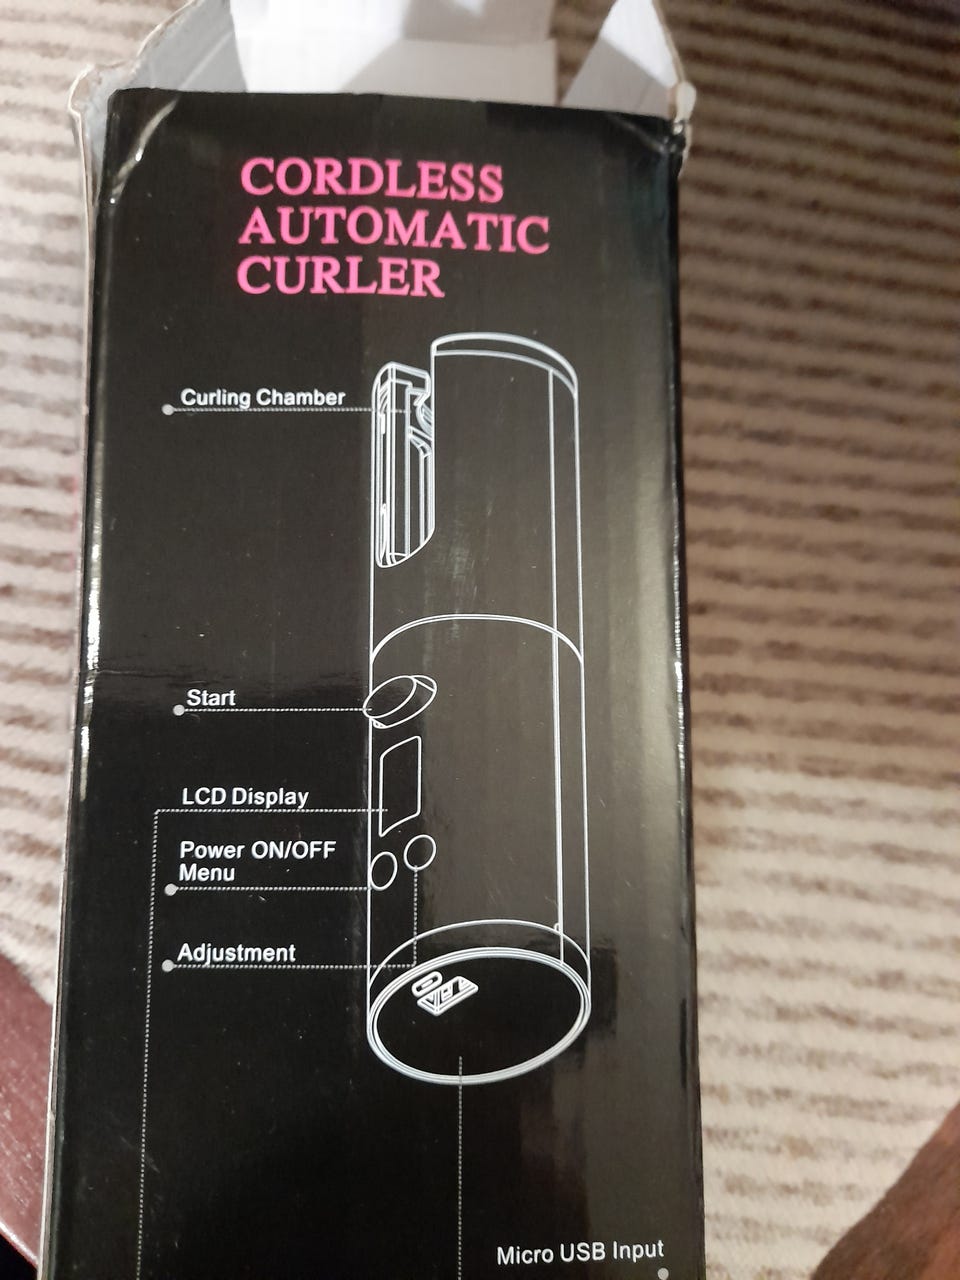 CORDLESS
AUTOMATIC
CURLER
Curling Chamber
Start
LCD Display
Power ON/OFF
Menu
Adjustment
Micro USB Input